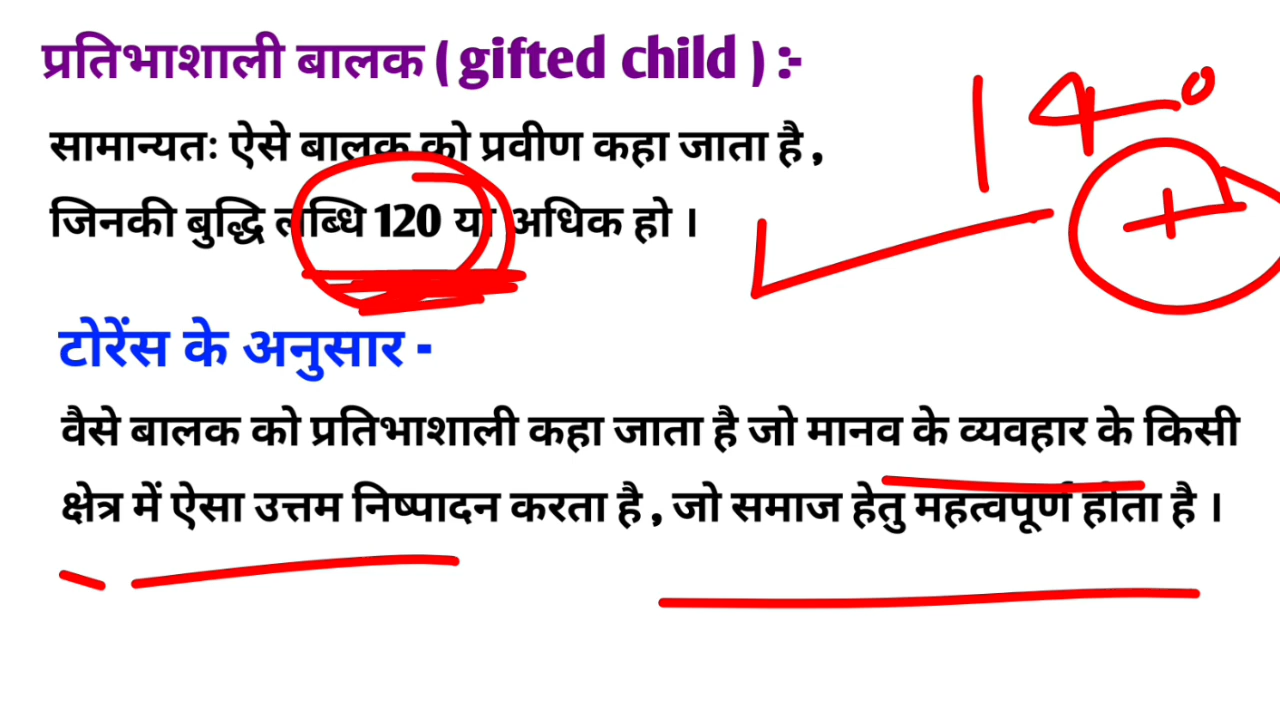 प्रतिभाशाली बालक ( gifted child ) :-
सामान्यतः ऐसे बालक को प्रवीण कहा जाता है ,
जिनकी बुद्धि लब्धि 120 या अधिक हो ।
140
+
टोरेंस के अनुसार -
वैसे बालक को प्रतिभाशाली कहा जाता है जो मानव के व्यवहार के किसी
क्षेत्र में ऐसा उत्तम निष्पादन करता है , जो समाज हेतु महत्वपूर्ण होता है ।